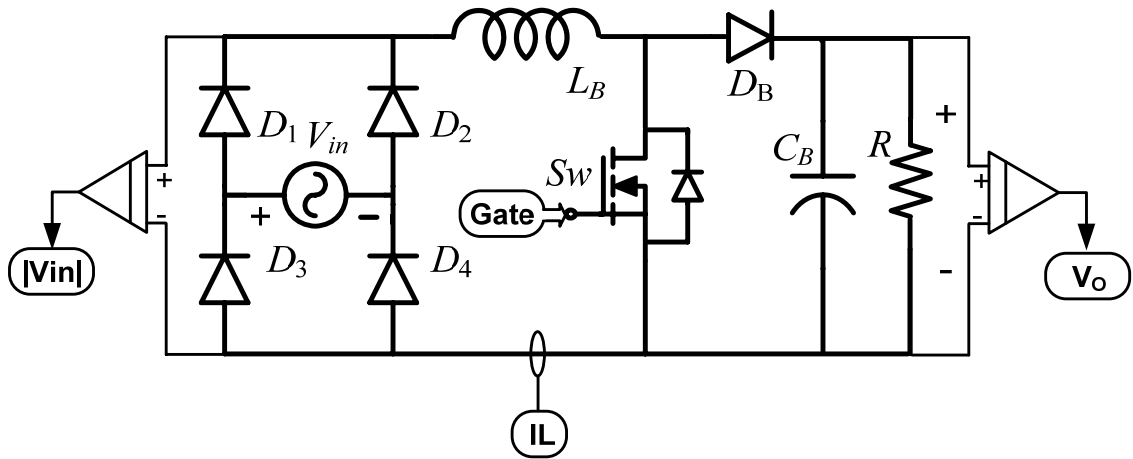 L_B
D_B
D_1
V_in
D_2
+
-
C_B
R
+
Sw
+
-
Gate
+
-
+
-
|Vin|
D_3
D_4
-
V_O
IL